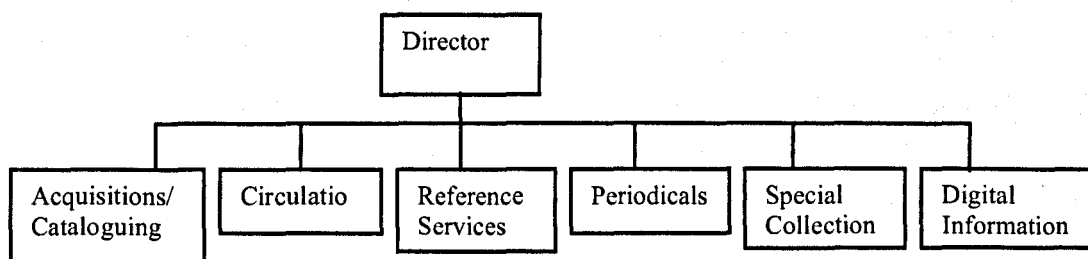 Director
Acquisitions/
Cataloguing
Circulatio
Reference
Services
Periodicals
Special
Collection
Digital
Information